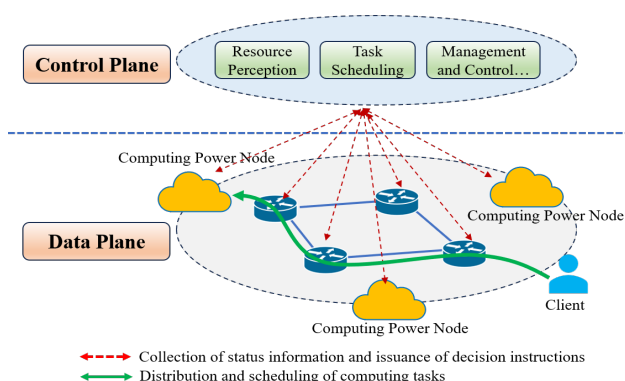 Control Plane
Resource
Perception
Task
Scheduling
Management
and Control…
Computing Power Node
Computing Power Node
Data Plane
Client
Computing Power Node
Collection of status information and issuance of decision instructions
Distribution and scheduling of computing tasks